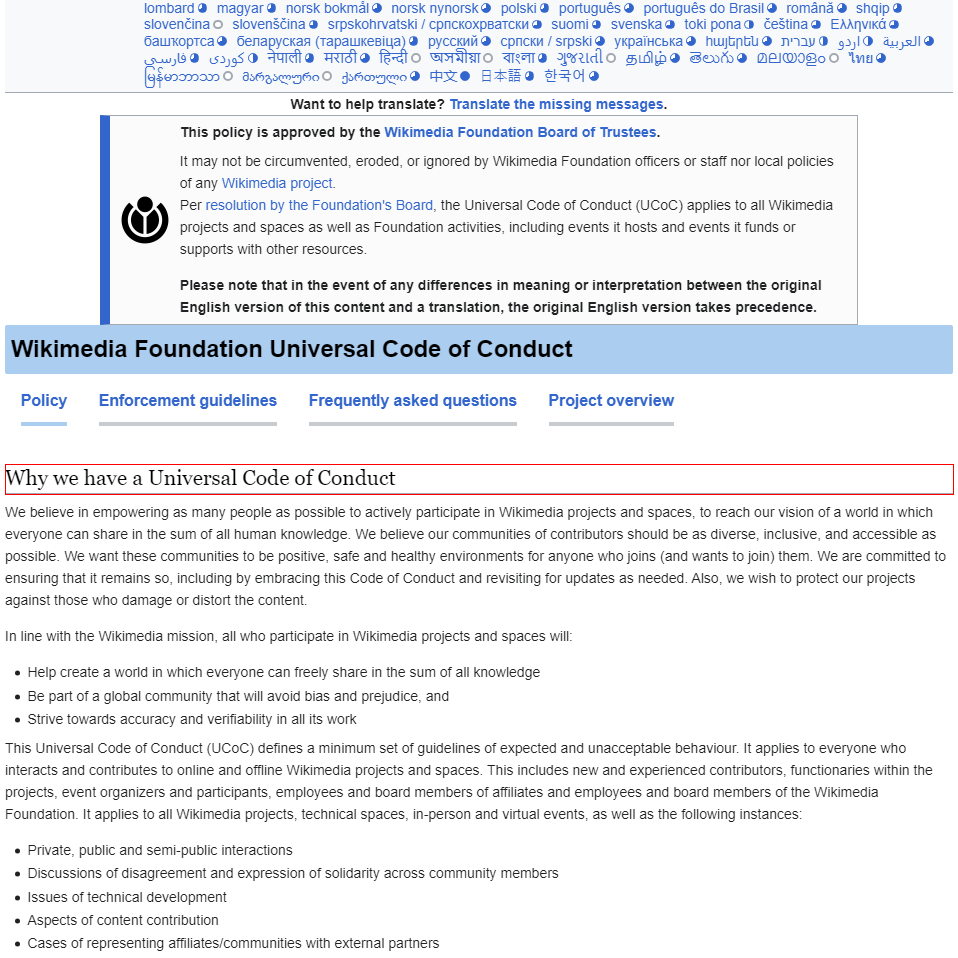 lombard magyar norsk bokmål norsk nynorsk polski português português do Brasil română shqip
slovenčina slovenščina srpskohrvatski / српскохрватски suomi svenska toki pona čeština Ελληνικά
башҡортса беларуская (тарашкевіца) русский српски / srpski українська հայերեն עברית اردو العربية
فارسی کوردی नेपाली मराठी हिन्दी অসমীয়া বাংলা ગુજરાતી தமிழ் తెలుగు മലയാളം ไทย
မြန်မာဘာသာ მარგალური ქართული 中文 日本語 한국어
Want to help translate? Translate the missing messages.
This policy is approved by the Wikimedia Foundation Board of Trustees.
It may not be circumvented, eroded, or ignored by Wikimedia Foundation officers or staff nor local policies
of any Wikimedia project.
Per resolution by the Foundation's Board, the Universal Code of Conduct (UCoC) applies to all Wikimedia
projects and spaces as well as Foundation activities, including events it hosts and events it funds or
supports with other resources.
Please note that in the event of any differences in meaning or interpretation between the original
English version of this content and a translation, the original English version takes precedence.
Wikimedia Foundation Universal Code of Conduct
Policy Enforcement guidelines Frequently asked questions Project overview
Why we have a Universal Code of Conduct
We believe in empowering as many people as possible to actively participate in Wikimedia projects and spaces, to reach our vision of a world in which
everyone can share in the sum of all human knowledge. We believe our communities of contributors should be as diverse, inclusive, and accessible as
possible. We want these communities to be positive, safe and healthy environments for anyone who joins (and wants to join) them. We are committed to
ensuring that it remains so, including by embracing this Code of Conduct and revisiting for updates as needed. Also, we wish to protect our projects
against those who damage or distort the content.
In line with the Wikimedia mission, all who participate in Wikimedia projects and spaces will:
Help create a world in which everyone can freely share in the sum of all knowledge
Be part of a global community that will avoid bias and prejudice, and
Strive towards accuracy and verifiability in all its work
This Universal Code of Conduct (UCoC) defines a minimum set of guidelines of expected and unacceptable behaviour. It applies to everyone who
interacts and contributes to online and offline Wikimedia projects and spaces. This includes new and experienced contributors, functionaries within the
projects, event organizers and participants, employees and board members of affiliates and employees and board members of the Wikimedia
Foundation. It applies to all Wikimedia projects, technical spaces, in-person and virtual events, as well as the following instances:
Private, public and semi-public interactions
Discussions of disagreement and expression of solidarity across community members
Issues of technical development
Aspects of content contribution
Cases of representing affiliates/communities with external partners